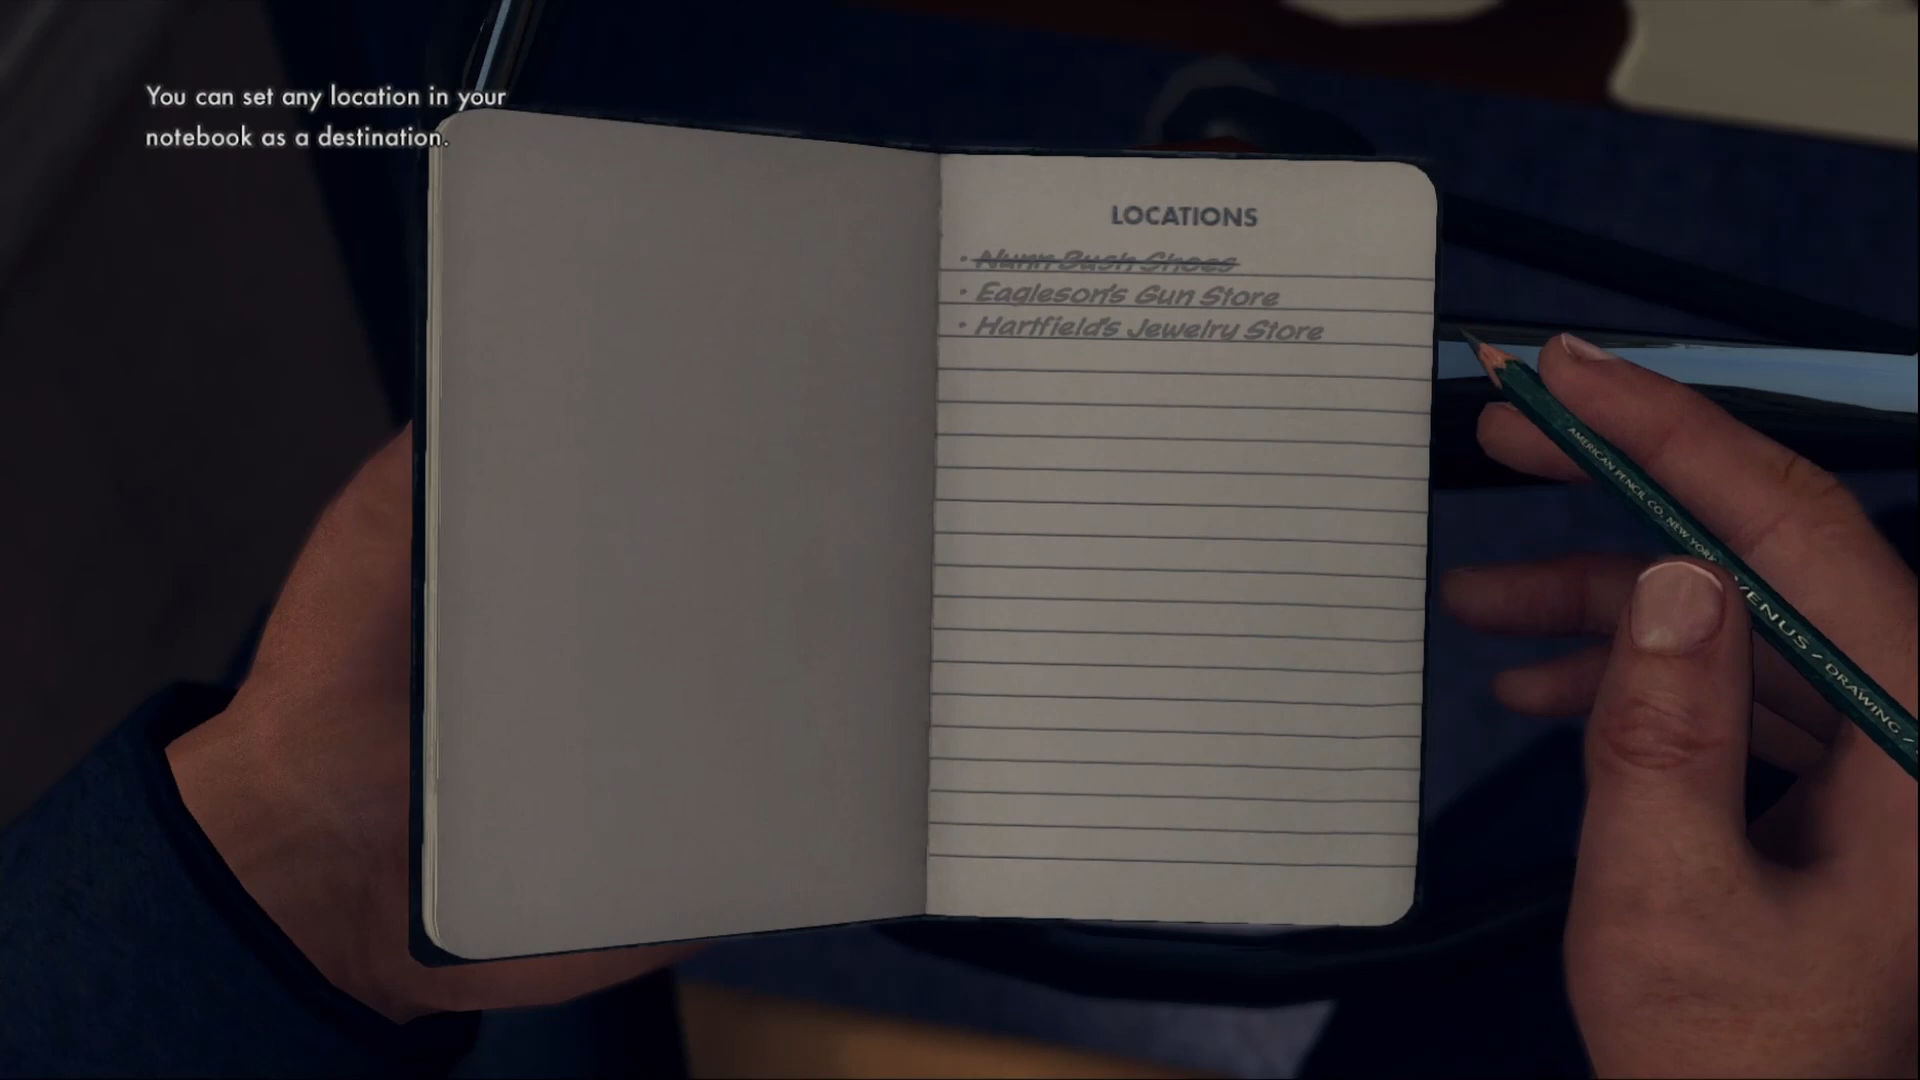 You can set any location in your
notebook as a destination.
LOCATIONS
• Nunn Bush Shoes
• Eagleson's Gun Store
• Hartfield's Jewelry Store
AMERICAN PENCIL CO. NEW YORK VENUS / DRAWING /